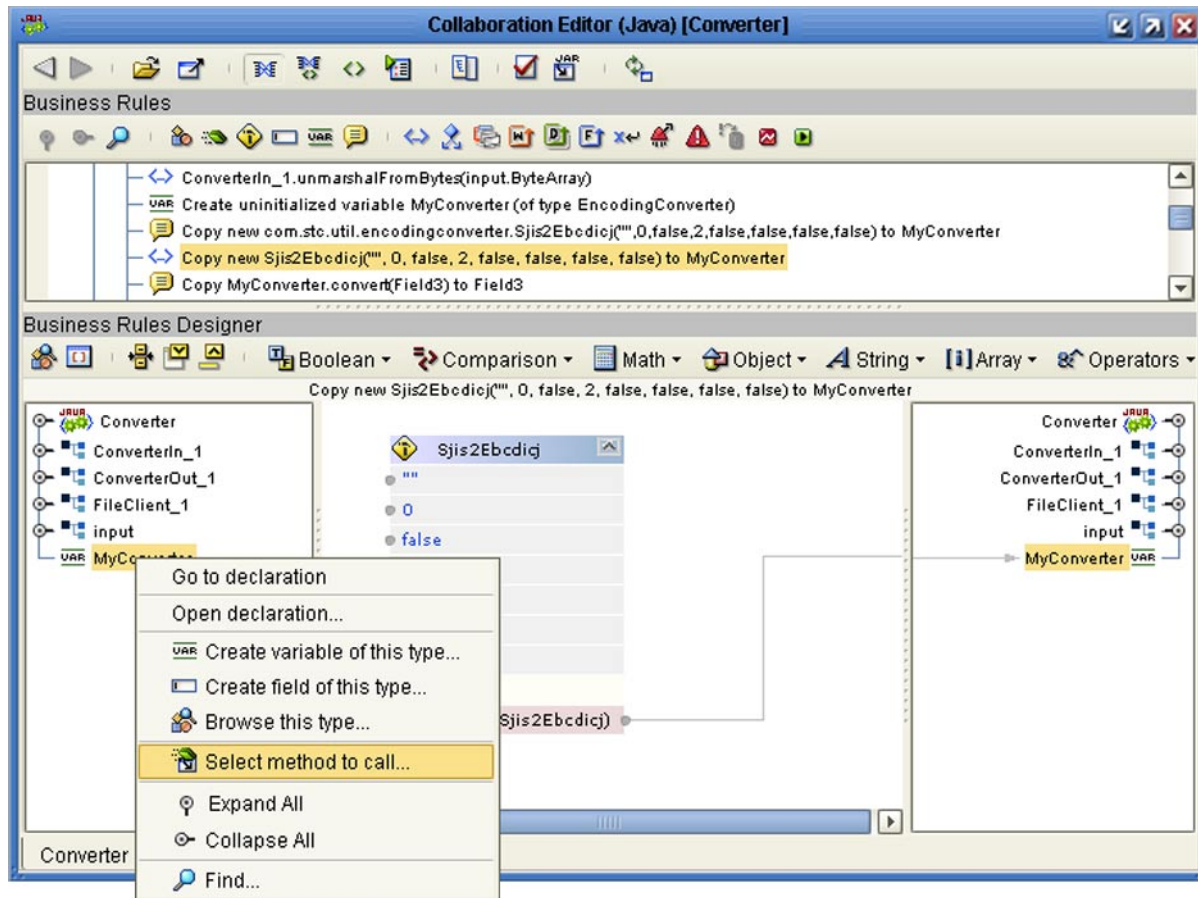 Collaboration Editor (Java) [Converter]
Business Rules
ConverterIn_1.unmarshalFromBytes(input.ByteArray)
VAR Create uninitialized variable MyConverter (of type EncodingConverter)
Copy new com.stc.util.encodingconverter.Sjis2Ebcdicj("",0,false,2,false,false,false,false) to MyConverter
Copy new Sjis2Ebcdicj("", 0, false, 2, false, false, false, false) to MyConverter
Copy MyConverter.convert(Field3) to Field3
Business Rules Designer
Boolean Comparison Math Object String Array Operators
Copy new Sjis2Ebcdicj("", 0, false, 2, false, false, false, false) to MyConverter
JAVA Converter
ConverterIn_1
ConverterOut_1
FileClient_1
input
VAR MyConverter
Sjis2Ebcdicj
""
0
false
Sjis2Ebcdicj)
Converter JAVA
ConverterIn_1
ConverterOut_1
FileClient_1
input
MyConverter VAR
Go to declaration
Open declaration...
VAR Create variable of this type...
Create field of this type...
Browse this type...
Select method to call...
Expand All
Collapse All
Find...
Converter